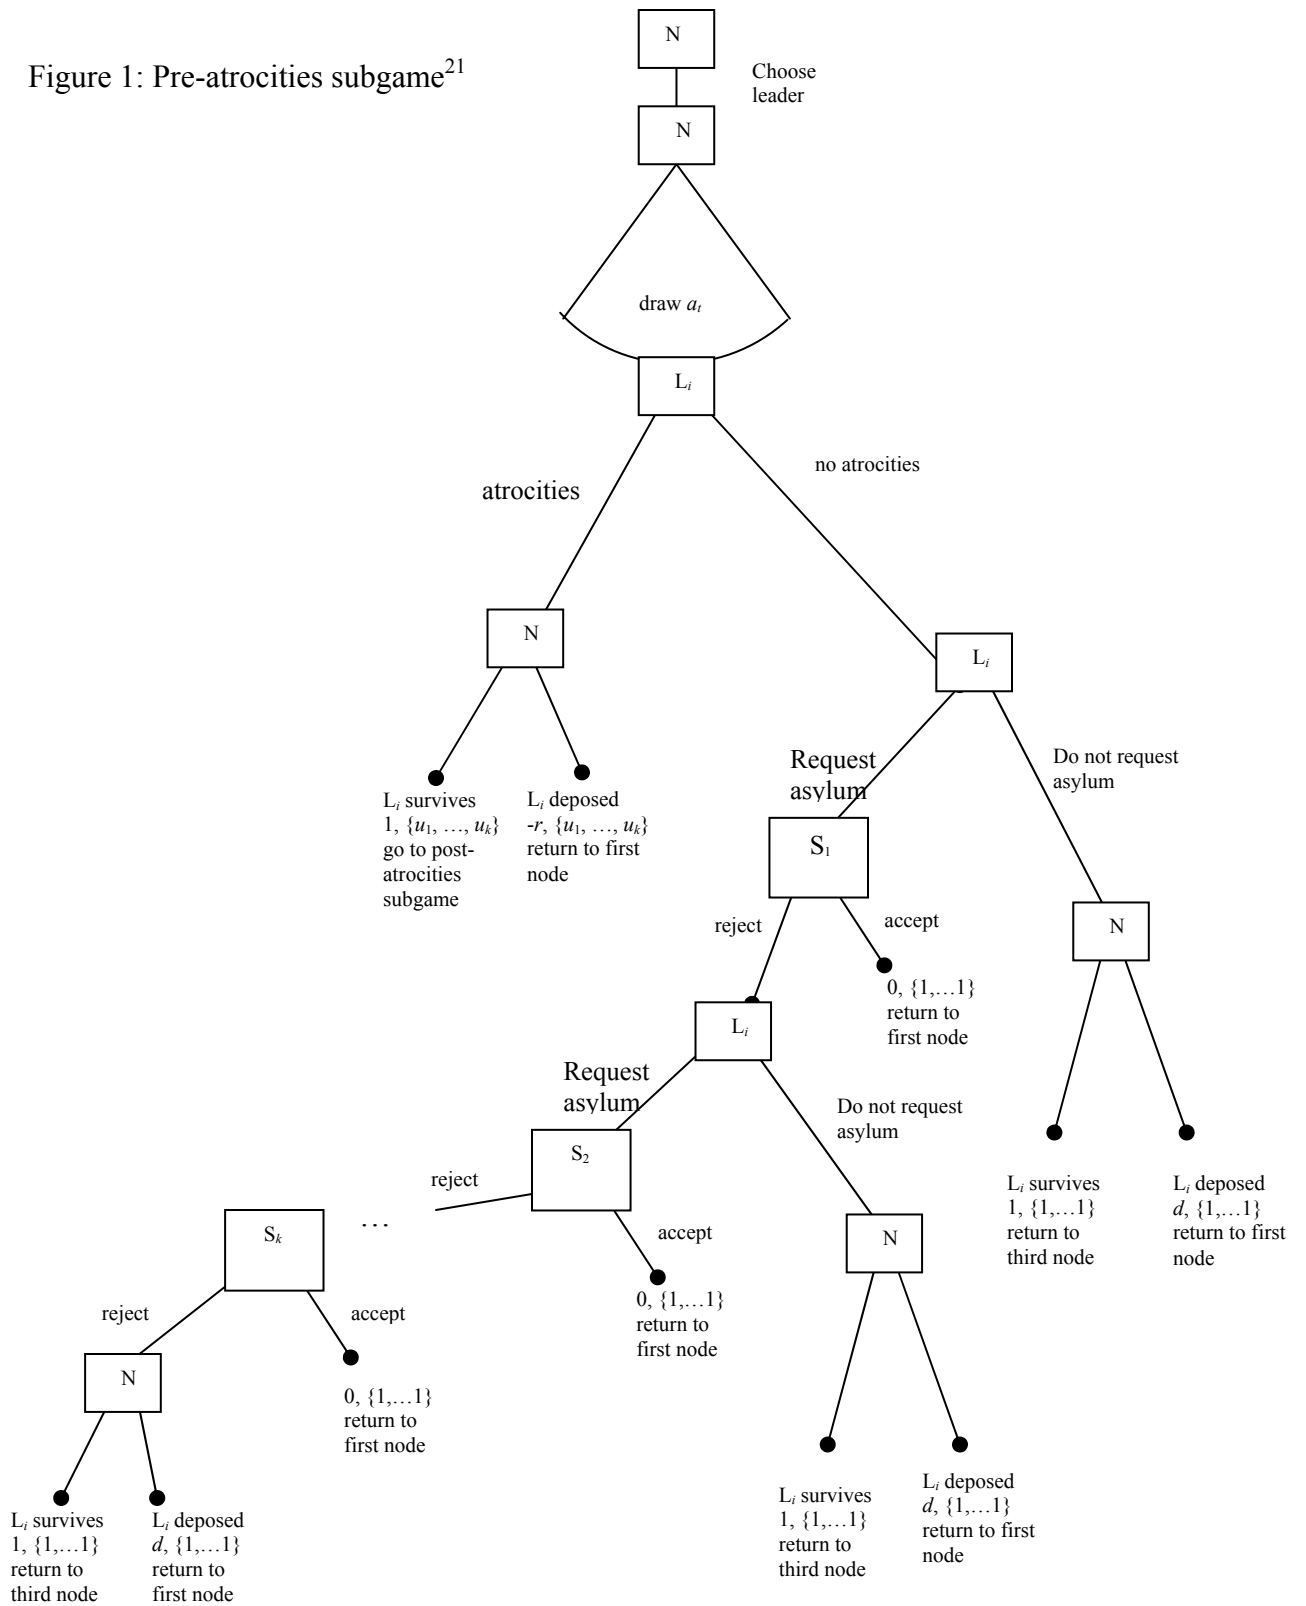 N
Figure 1: Pre-atrocities subgame21
Choose
leader
N
draw at
Li
no atrocities
atrocities
N
Li
Request
asylum
Do not request
asylum
Li survives
1, {u1, …, uk}
go to post-
atrocities
subgame
Li deposed
-r, {u1, …, uk}
return to first
node
S1
reject
accept
N
0, {1,…1}
return to
first node
Li
Request
asylum
Do not request
asylum
S2
reject
…
accept
Li survives
1, {1,…1}
return to
third node
Li deposed
d, {1,…1}
return to first
node
Sk
N
0, {1,…1}
return to
first node
reject
accept
N
0, {1,…1}
return to
first node
Li survives
1, {1,…1}
return to
third node
Li deposed
d, {1,…1}
return to first
node
Li survives
1, {1,…1}
return to
third node
Li deposed
d, {1,…1}
return to
first node